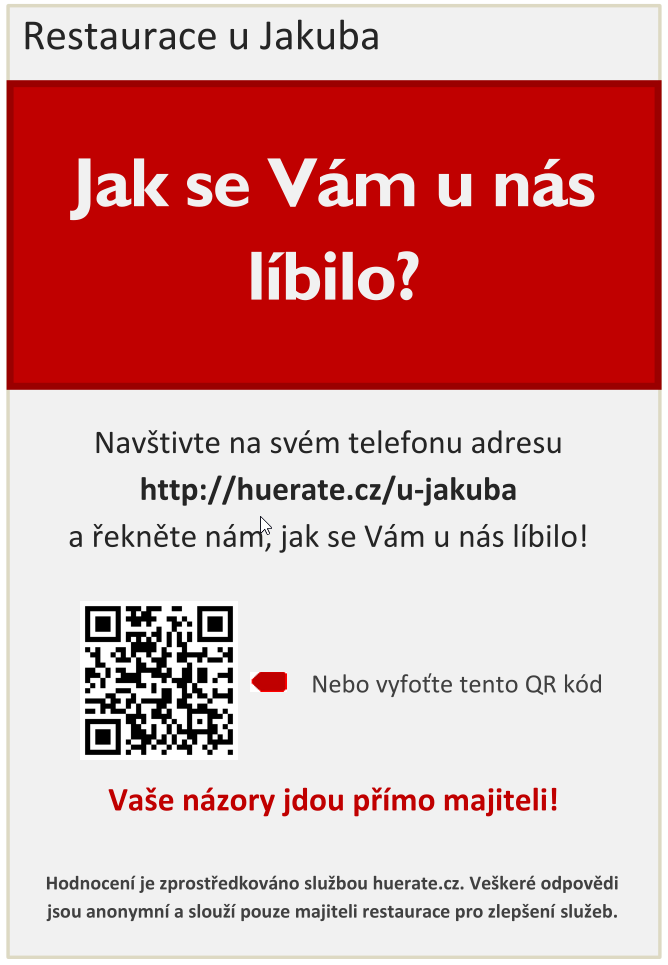 Restaurace u Jakuba
Jak se Vám u nás
líbilo?
Navštivte na svém telefonu adresu
http://huerate.cz/u-jakuba
a řekněte nám, jak se Vám u nás líbilo!
Nebo vyfoťte tento QR kód
Vaše názory jdou přímo majiteli!
Hodnocení je zprostředkováno službou huerate.cz. Veškeré odpovědi
jsou anonymní a slouží pouze majiteli restaurace pro zlepšení služeb.